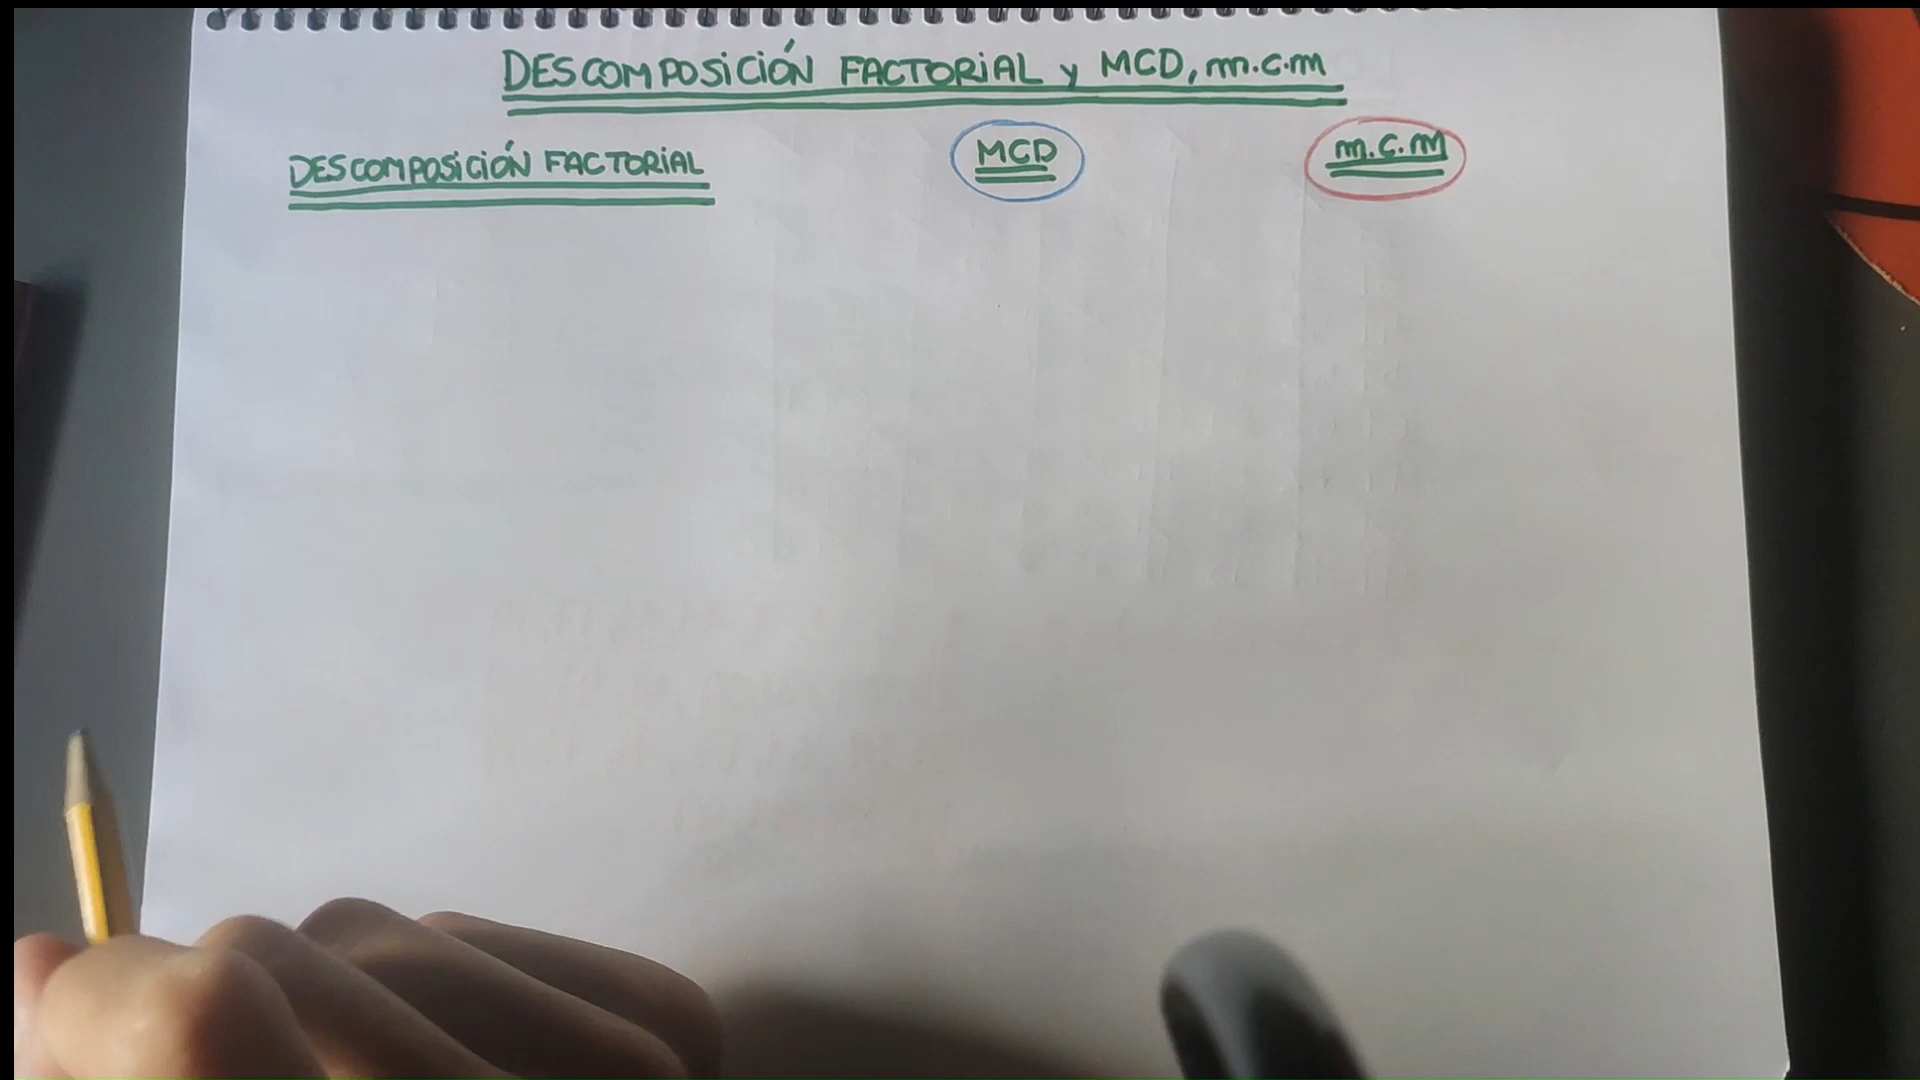 DESCOMPOSICIÓN FACTORIAL y MCD, m.c.m
DESCOMPOSICIÓN FACTORIAL
MCD
m.c.m